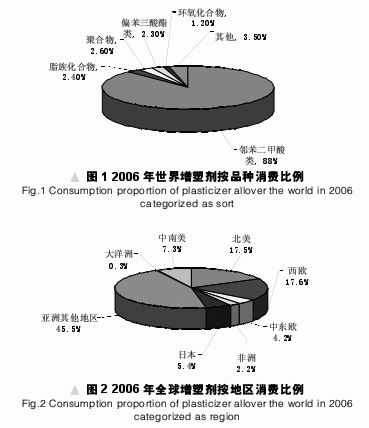 环氧化合物,
1.20%
偏苯三酸酯
类, 2.30%
其他, 3.50%
聚合物,
2.60%
脂族化合物,
2.40%
邻苯二甲酸
类, 88%
图 1 2006 年世界增塑剂按品种消费比例
Fig.1 Consumption proportion of plasticizer allover the world in 2006
categorized as sort
中南美
7.3%
北美
17.5%
大洋洲
0.3%
西欧
17.6%
亚洲其他地区
45.5%
中东欧
4.2%
日本
5.4%
非洲
2.2%
图 2 2006 年全球增塑剂按地区消费比例
Fig.2 Consumption proportion of plasticizer allover the world in 2006
categorized as region